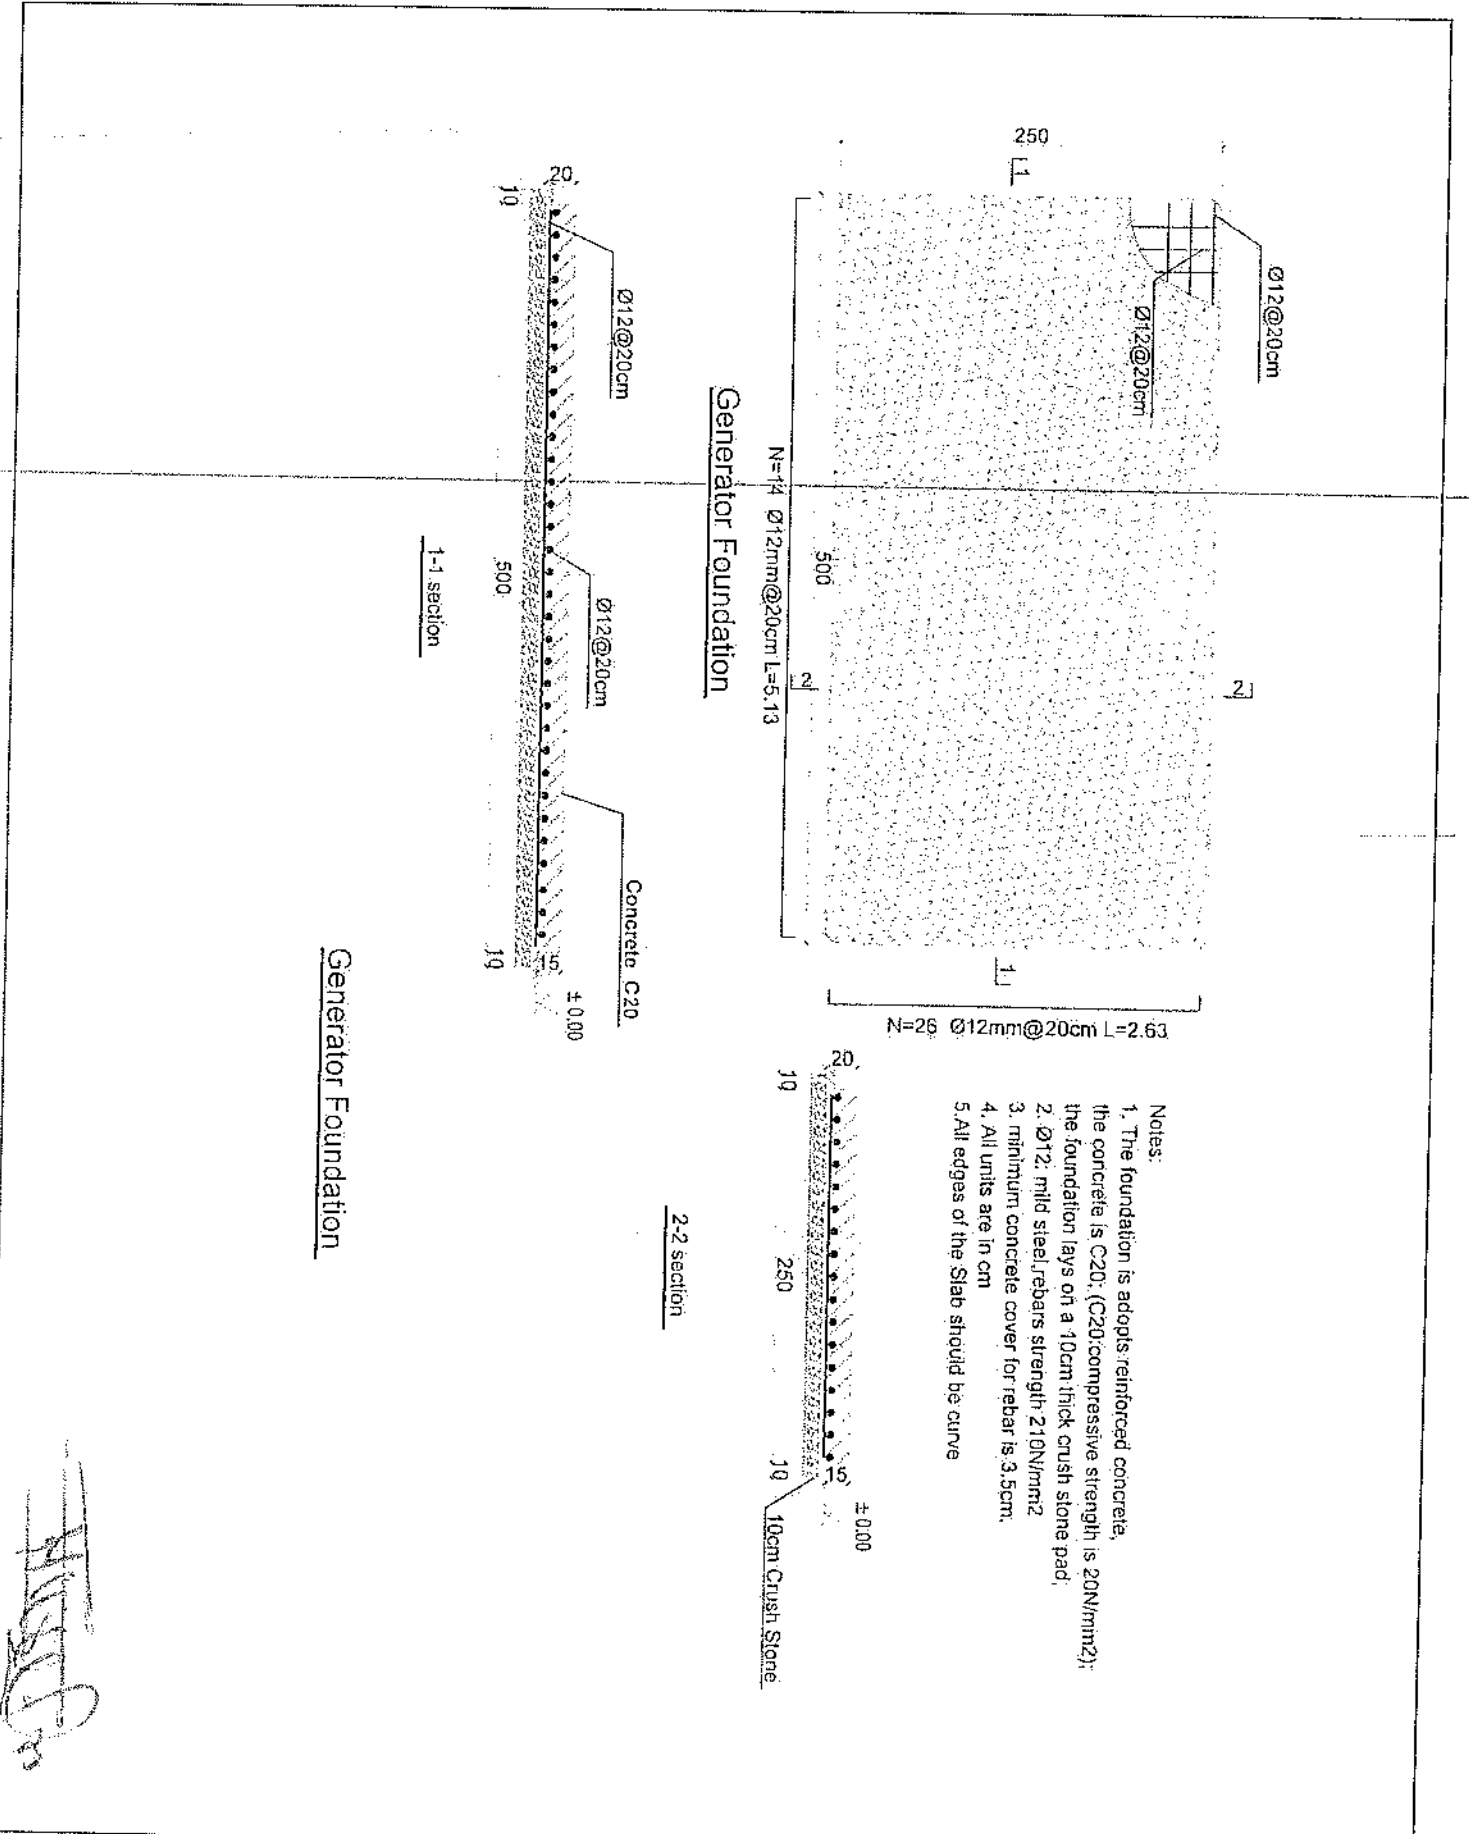 250
1
Ø12@20cm
Ø12@20cm
500
2
2
1
N=14 Ø12mm@20cm L=5.13
N=26 Ø12mm@20cm L=2.63
Generator Foundation
Notes:
1. The foundation is adopts reinforced concrete,
the concrete is C20; (C20:compressive strength is 20N/mm2);
the foundation lays on a 10cm thick crush stone pad;
2. Ø12: mild steel,rebars strength 210N/mm2
3. minimum concrete cover for rebar is 3.5cm;
4. All units are in cm
5.All edges of the Slab should be curve
20
10
Ø12@20cm
Ø12@20cm
Concrete C20
500
10
15
±0.00
1-1 section
20
10
250
10
15
±0.00
10cm Crush Stone
2-2 section
Generator Foundation